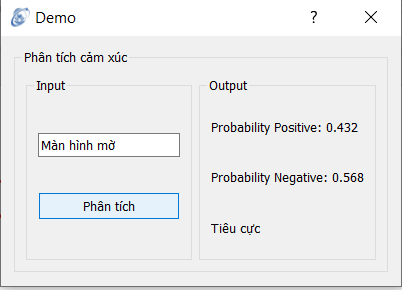 Demo
Phân tích cảm xúc
Input
Màn hình mờ
Phân tích
Output
Probability Positive: 0.432
Probability Negative: 0.568
Tiêu cực